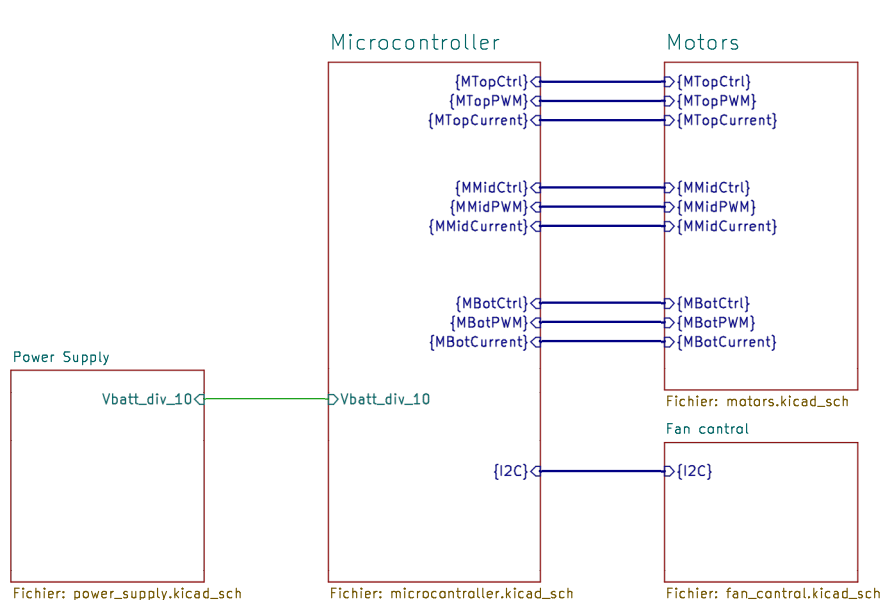 Microcontroller
Motors
{MTopCtrl}
{MTopCtrl}
{MTopPWM}
{MTopPWM}
{MTopCurrent}
{MTopCurrent}
{MMidCtrl}
{MMidCtrl}
{MMidPWM}
{MMidPWM}
{MMidCurrent}
{MMidCurrent}
{MBotCtrl}
{MBotCtrl}
{MBotPWM}
{MBotPWM}
{MBotCurrent}
{MBotCurrent}
Power Supply
Vbatt_div_10
Vbatt_div_10
Fichier: motors.kicad_sch
Fan control
{I2C}
{I2C}
Fichier: power_supply.kicad_sch
Fichier: microcontroller.kicad_sch
Fichier: fan_control.kicad_sch